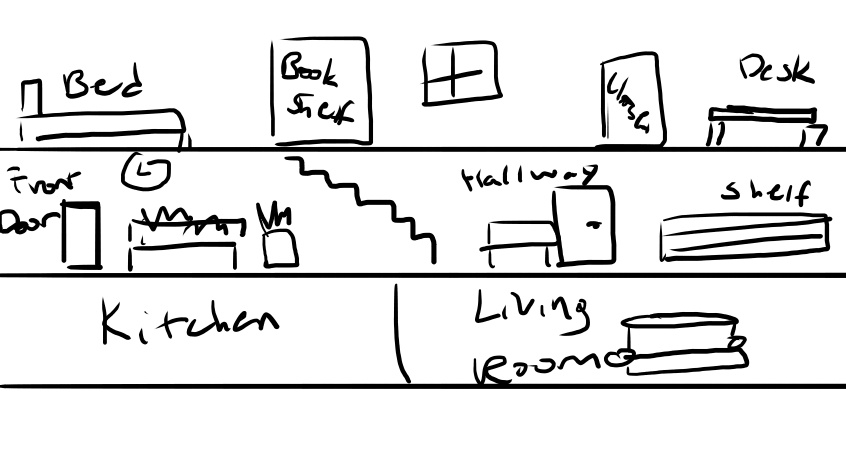 Bed
Book
Shelf
Desk
Front
Door
Hallway
Shelf
Kitchen
Living
Room